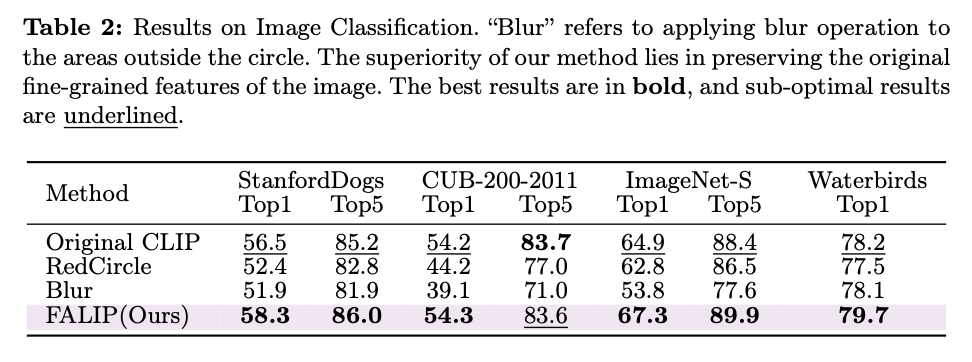 Table 2: Results on Image Classification. “Blur” refers to applying blur operation to
the areas outside the circle. The superiority of our method lies in preserving the original
fine-grained features of the image. The best results are in bold, and sub-optimal results
are underlined.
Method StanfordDogs CUB-200-2011 ImageNet-S Waterbirds
Top1 Top5 Top1 Top5 Top1 Top5 Top1
Original CLIP 56.5 85.2 54.2 83.7 64.9 88.4 78.2
RedCircle 52.4 82.8 44.2 77.0 62.8 86.5 77.5
Blur 51.9 81.9 39.1 71.0 53.8 77.6 78.1
FALIP(Ours) 58.3 86.0 54.3 83.6 67.3 89.9 79.7